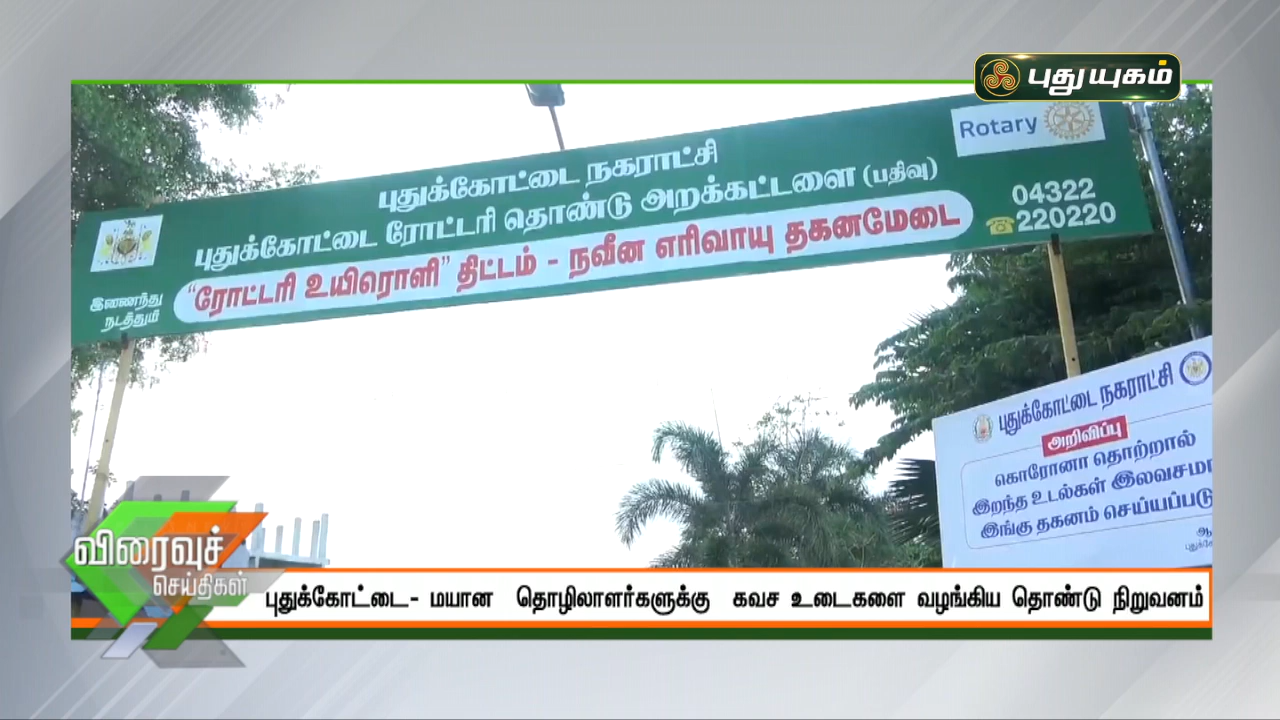 புதுயுகம்
Rotary
புதுக்கோட்டை நகராட்சி
புதுக்கோட்டை ரோட்டரி தொண்டு அறக்கட்டளை (பதிவு)
"ரோட்டரி உயிரொளி" திட்டம் - நவீன எரிவாயு தகனமேடை
04322
220220
இணைந்து
நடத்தும்
புதுக்கோட்டை நகராட்சி
அறிவிப்பு
கொரோனா தொற்றால்
இறந்த உடல்கள் இலவசமா
இங்கு தகனம் செய்யப்படு
விரைவுச்
செய்திகள்
புதுக்கோட்டை- மயான தொழிலாளர்களுக்கு கவச உடைகளை வழங்கிய தொண்டு நிறுவனம்